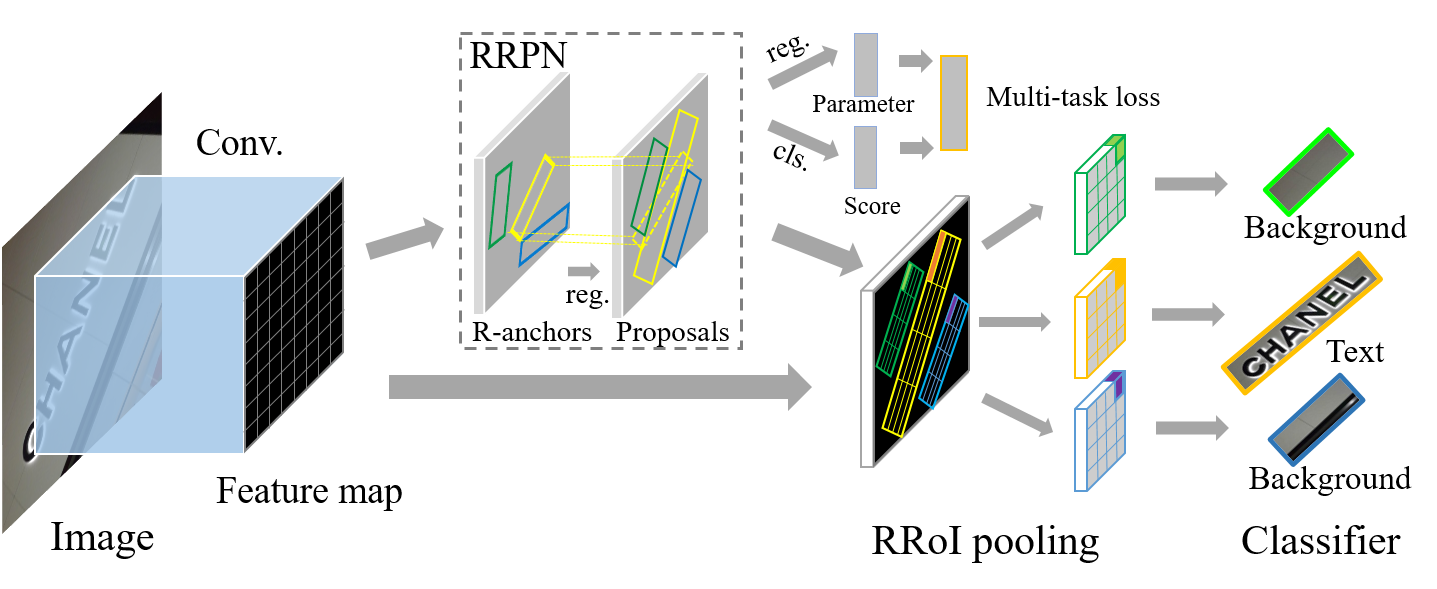 RRPN
reg.
Parameter
Multi-task loss
cls.
Score
Conv.
CHANEL
reg.
R-anchors
Proposals
Background
CHANEL
Text
Background
Feature map
Image
RRoI pooling
Classifier